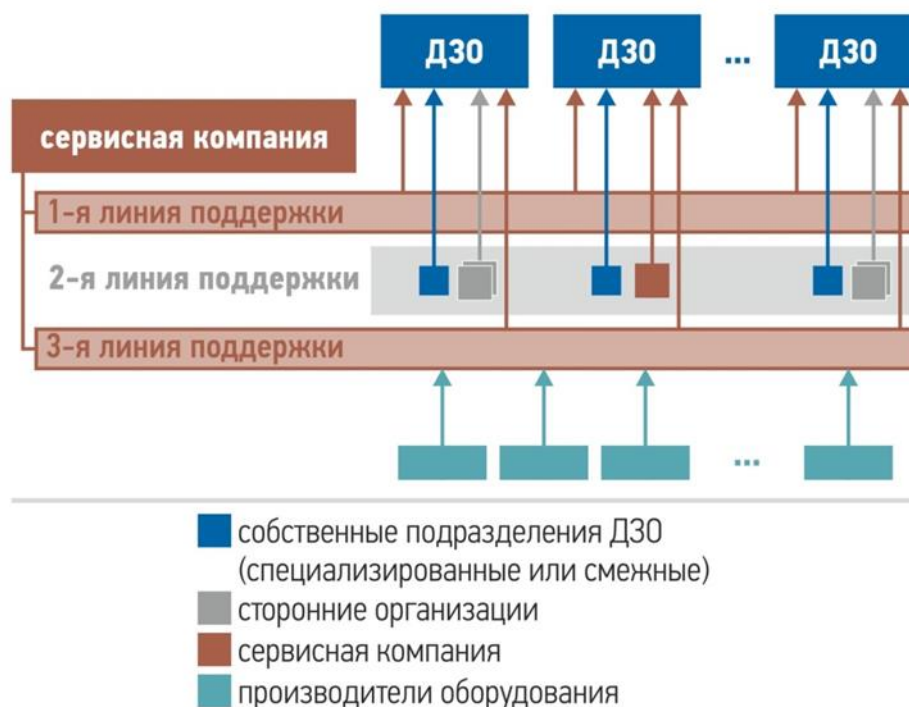 ДЗО ДЗО ... ДЗО
сервисная компания
1-я линия поддержки
2-я линия поддержки
3-я линия поддержки
...
собственные подразделения ДЗО
(специализированные или смежные)
сторонние организации
сервисная компания
производители оборудования